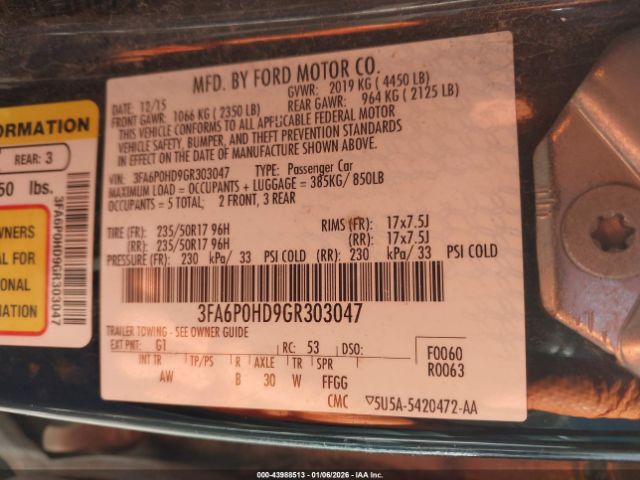 ORMATION
REAR: 3
50 lbs.
WNERS
AL FOR
TIONAL
MATION
3FA6P0HD9GR303047
MFD. BY FORD MOTOR CO.
DATE: 12/15 GVWR: 2019 KG ( 4450 LB)
FRONT GAWR: 1066 KG ( 2350 LB) REAR GAWR: 964 KG ( 2125 LB)
THIS VEHICLE CONFORMS TO ALL APPLICABLE FEDERAL MOTOR
VEHICLE SAFETY, BUMPER, AND THEFT PREVENTION STANDARDS
IN EFFECT ON THE DATE OF MANUFACTURE SHOWN ABOVE.
VIN: 3FA6P0HD9GR303047 TYPE: Passenger Car
MAXIMUM LOAD = OCCUPANTS + LUGGAGE = 385KG/ 850LB
OCCUPANTS = 5 TOTAL; 2 FRONT, 3 REAR
TIRE (FR): 235/50R17 96H RIMS (FR): 17x7.5J
(RR): 235/50R17 96H (RR): 17x7.5J
PRESSURE (FR): 230 kPa/ 33 PSI COLD (RR): 230 kPa/ 33 PSI COLD
3FA6P0HD9GR303047
TRAILER TOWING - SEE OWNER GUIDE
EXT PNT: G1 RC: 53 DSO: F0060
INT TR TP/PS R AXLE TR SPR R0063
AW B 30 W FFGG
CMC 5U5A-5420472-AA
000-43988513 | 01/06/2026 | IAA Inc.